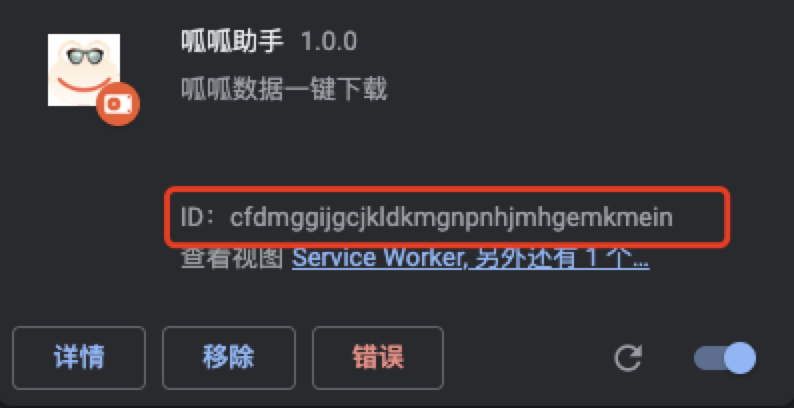 呱呱助手 1.0.0
呱呱数据一键下载
ID：cfdmggijgcjkldkmgnpnhjmhgemkmein
查看视图 Service Worker, 另外还有 1 个…
详情 移除 错误